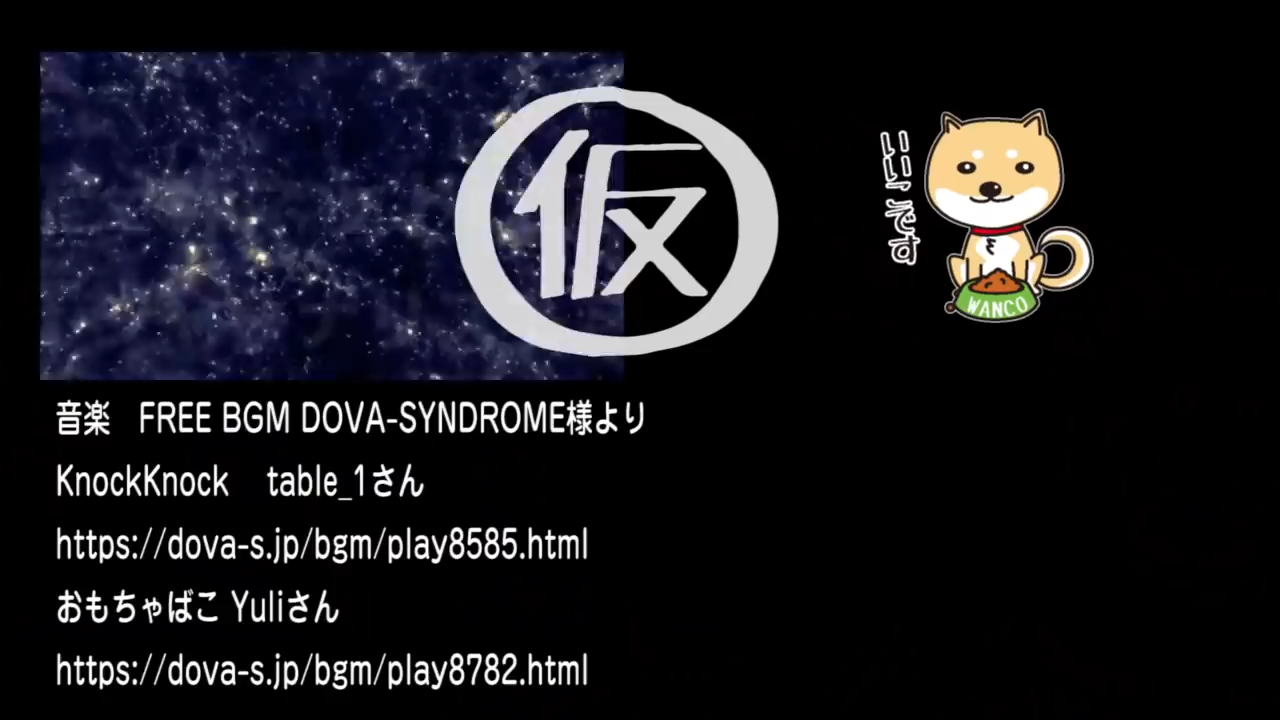 仮
いいこです
WANCO
音楽　FREE BGM DOVA-SYNDROME様より
KnockKnock　table_1さん
https://dova-s.jp/bgm/play8585.html
おもちゃばこ Yuliさん
https://dova-s.jp/bgm/play8782.html